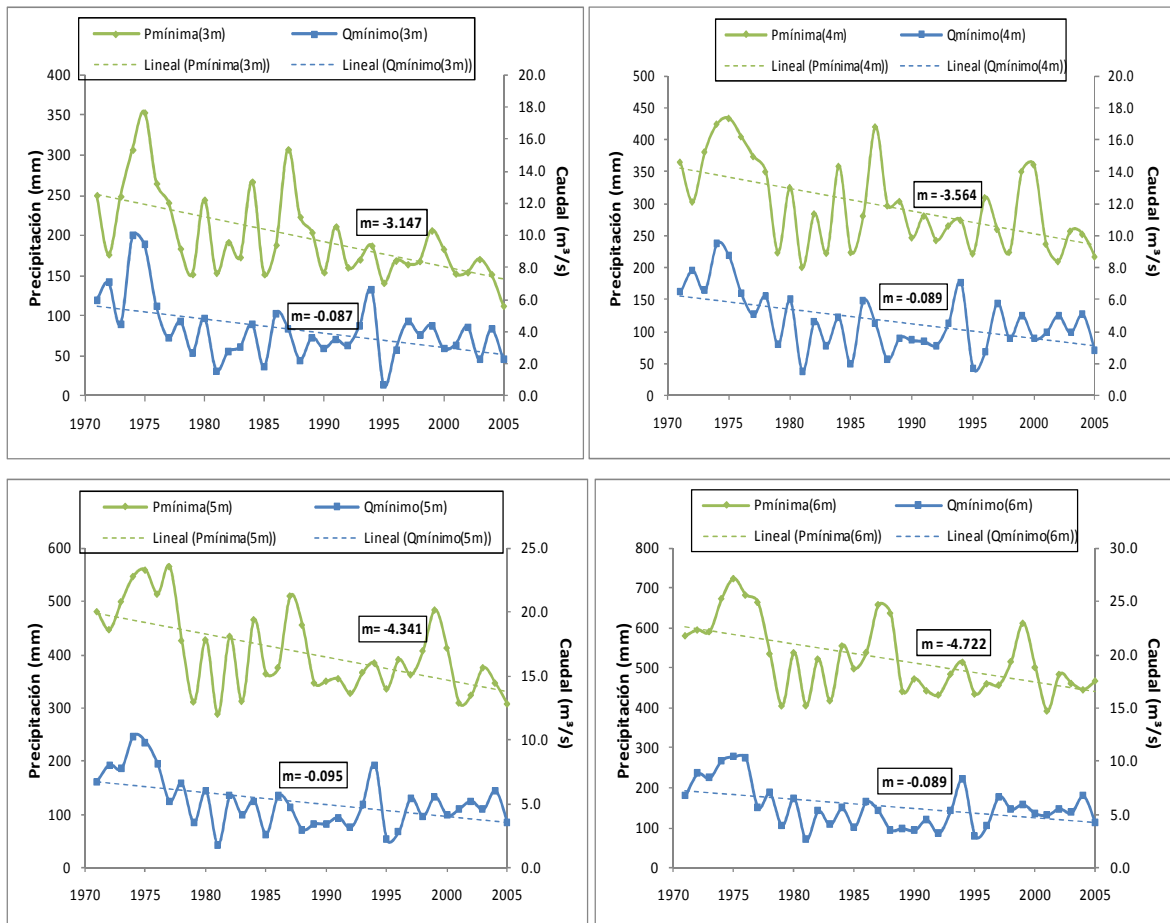 Pmínima(3m) Qmínimo(3m)
Lineal (Pmínima(3m)) Lineal (Qmínimo(3m))
Precipitación (mm)
400
350
300
250
200
150
100
50
0
m= -3.147
m= -0.087
20.0
18.0
16.0
14.0
12.0
10.0
8.0
6.0
4.0
2.0
0.0
Caudal (m³/s)
1970 1975 1980 1985 1990 1995 2000 2005
Pmínima(4m) Qmínimo(4m)
Lineal (Pmínima(4m)) Lineal (Qmínimo(4m))
Precipitación (mm)
500
450
400
350
300
250
200
150
100
50
0
m= -3.564
m= -0.089
20.0
18.0
16.0
14.0
12.0
10.0
8.0
6.0
4.0
2.0
0.0
Caudal (m³/s)
1970 1975 1980 1985 1990 1995 2000 2005
Pmínima(5m) Qmínimo(5m)
Lineal (Pmínima(5m)) Lineal (Qmínimo(5m))
Precipitación (mm)
600
500
400
300
200
100
0
m= -4.341
m= -0.095
25.0
20.0
15.0
10.0
5.0
0.0
Caudal (m³/s)
1970 1975 1980 1985 1990 1995 2000 2005
Pmínima(6m) Qmínimo(6m)
Lineal (Pmínima(6m)) Lineal (Qmínimo(6m))
Precipitación (mm)
800
700
600
500
400
300
200
100
0
m= -4.722
m= -0.089
30.0
25.0
20.0
15.0
10.0
5.0
0.0
Caudal (m³/s)
1970 1975 1980 1985 1990 1995 2000 2005